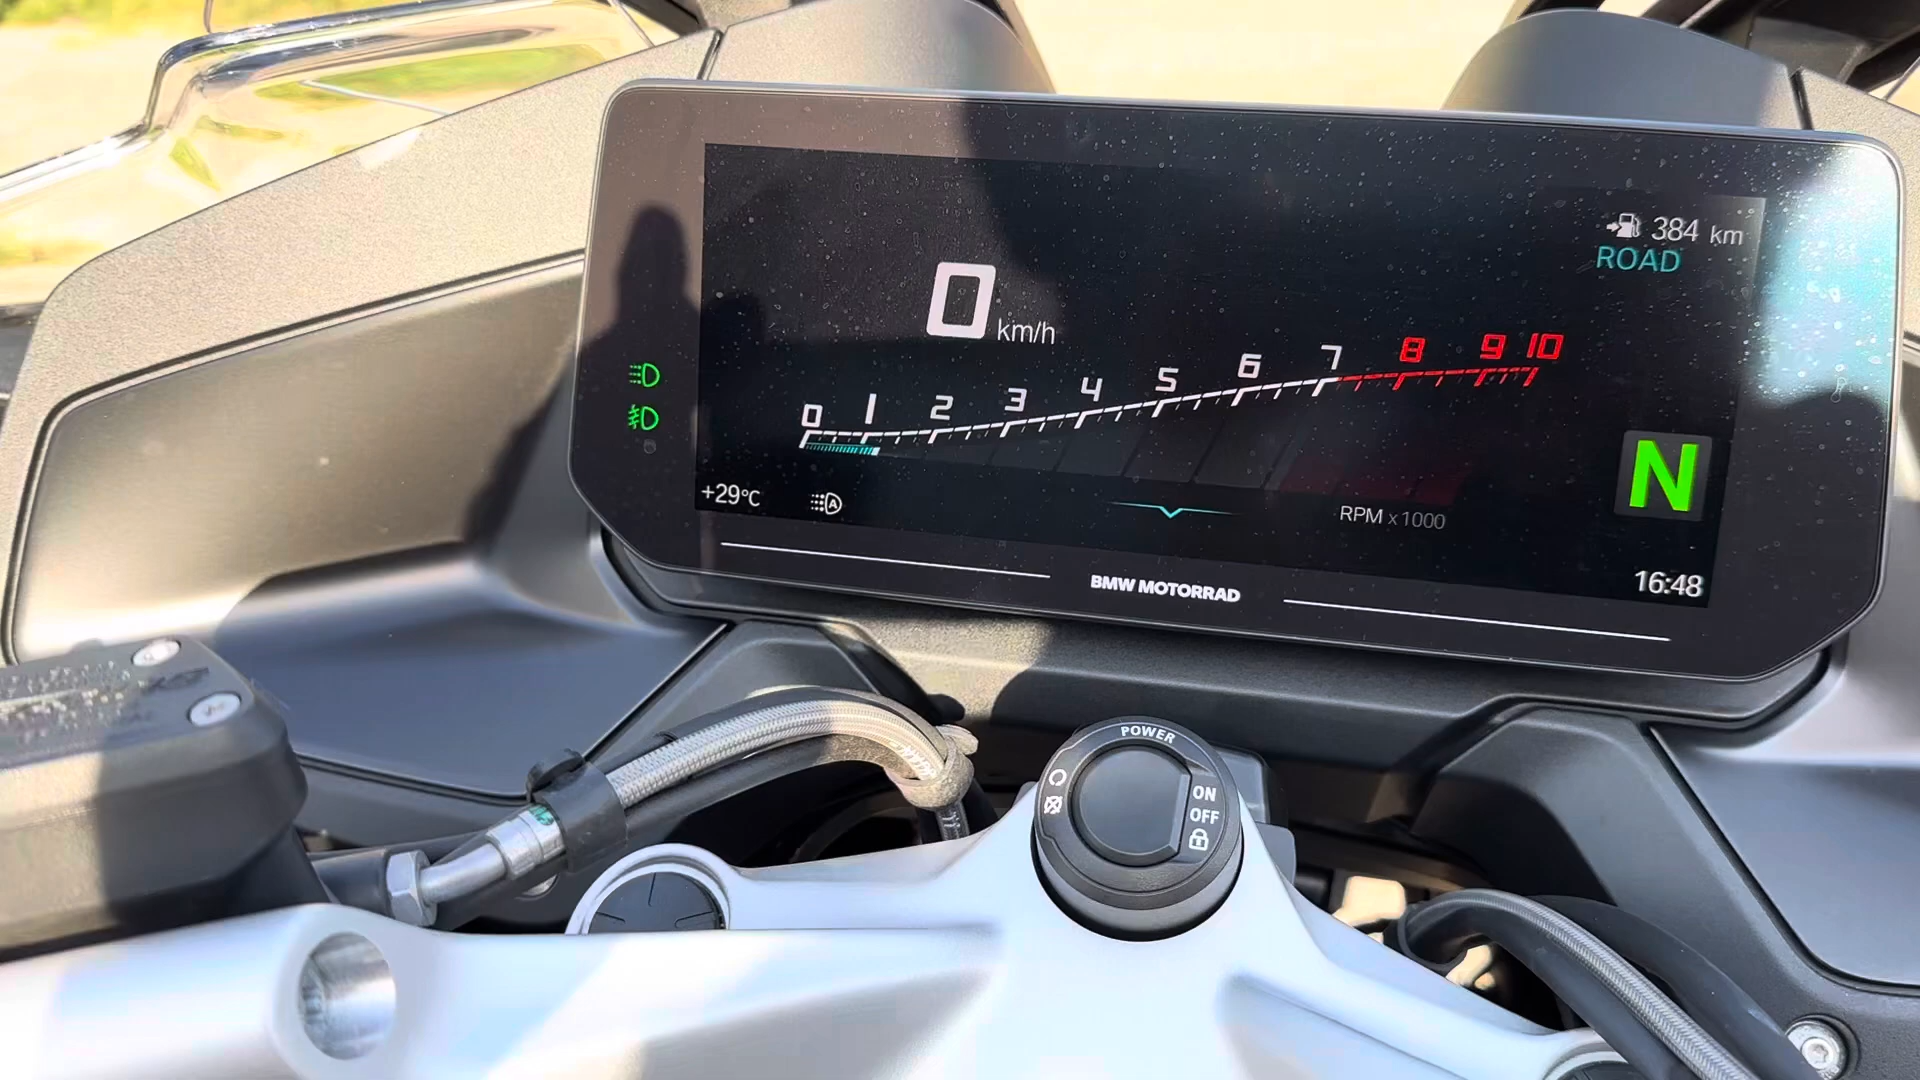 384 km
ROAD
0 km/h
0 1 2 3 4 5 6 7 8 9 10
N
+29°C
A
RPM x1000
16:48
BMW MOTORRAD
POWER
ON
OFF